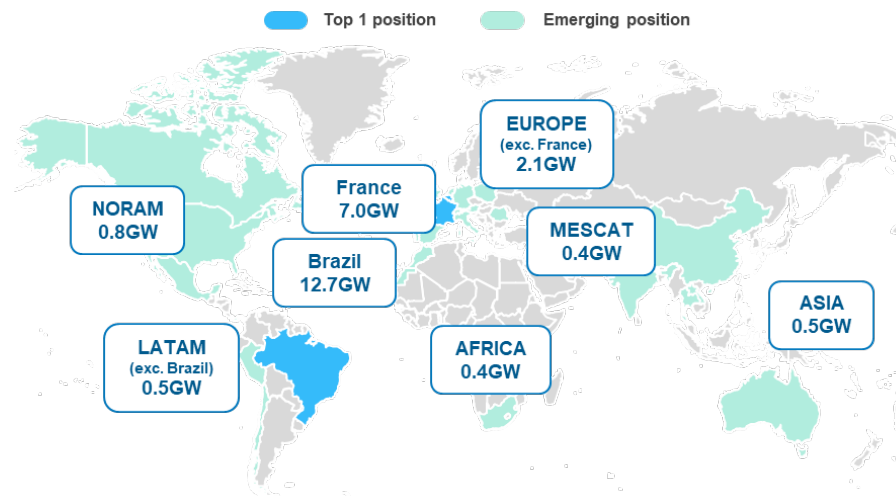 Top 1 position
Emerging position
EUROPE
(exc. France)
2.1GW
France
7.0GW
NORAM
0.8GW
MESCAT
0.4GW
Brazil
12.7GW
ASIA
0.5GW
LATAM
(exc. Brazil)
0.5GW
AFRICA
0.4GW